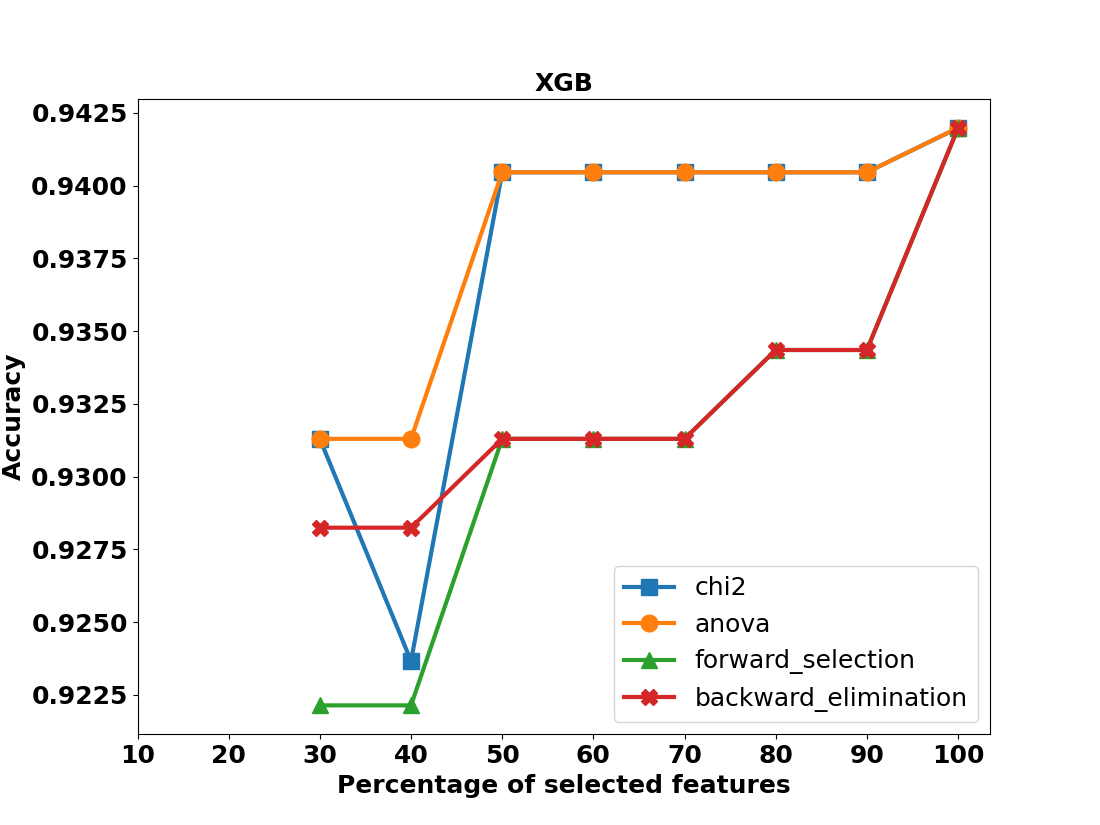 XGB
0.9425
0.9400
0.9375
0.9350
0.9325
0.9300
0.9275
0.9250
0.9225
Accuracy
chi2
anova
forward_selection
backward_elimination
10 20 30 40 50 60 70 80 90 100
Percentage of selected features